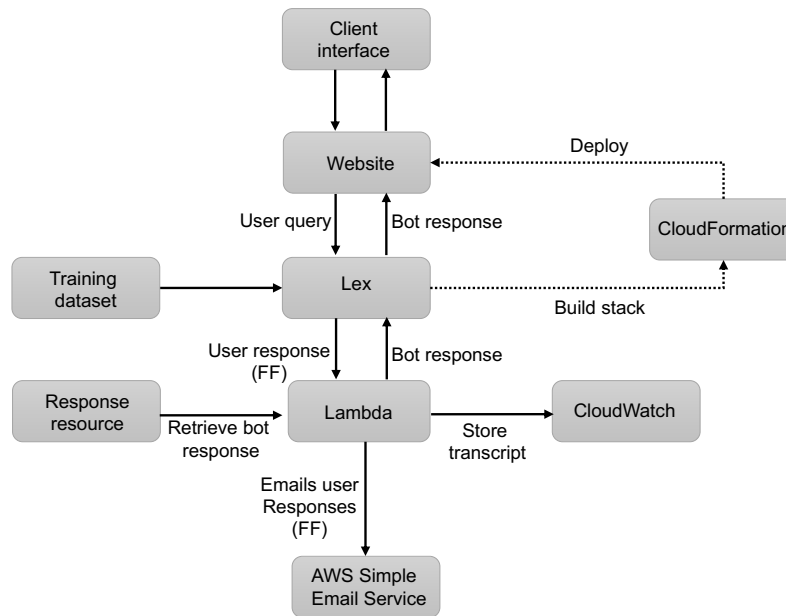 Client
interface
Website
Deploy
User query
Bot response
CloudFormation
Training
dataset
Lex
Build stack
User response
(FF)
Bot response
Response
resource
Retrieve bot
response
Lambda
Store
transcript
CloudWatch
Emails user
Responses
(FF)
AWS Simple
Email Service